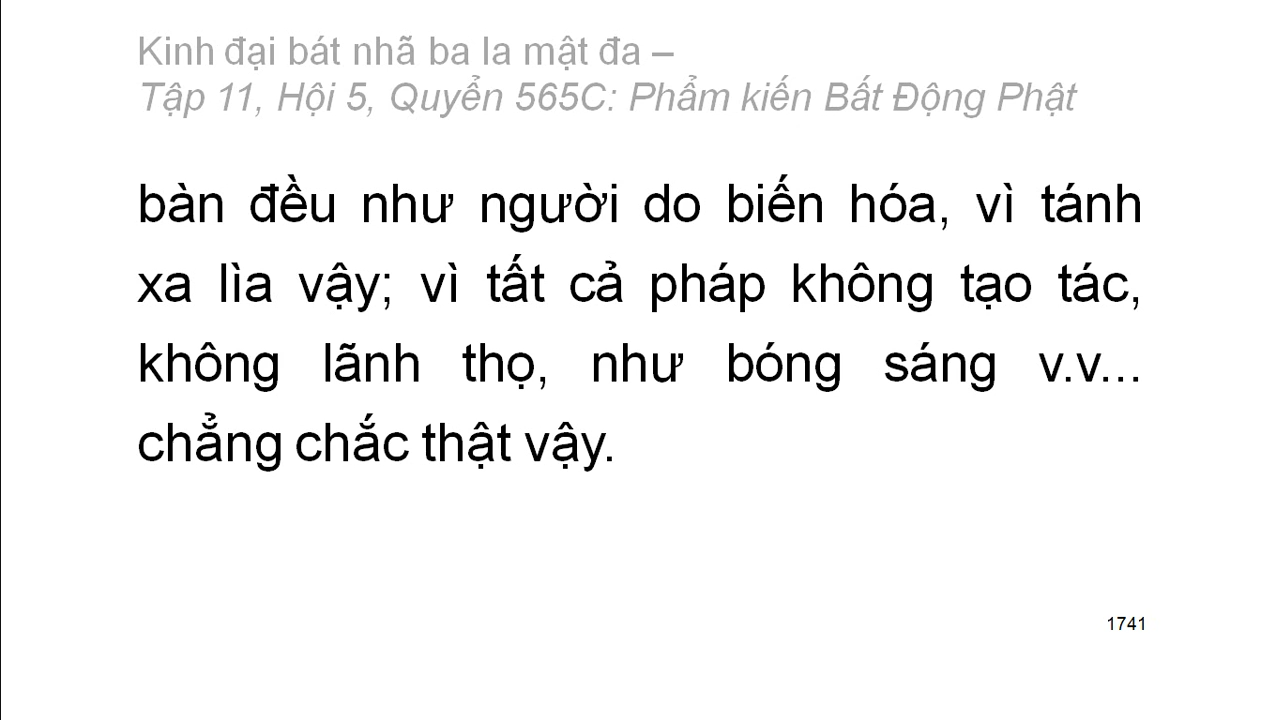 Kinh đại bát nhã ba la mật đa –
Tập 11, Hội 5, Quyển 565C: Phẩm kiến Bất Động Phật
bàn đều như người do biến hóa, vì tánh
xa lìa vậy; vì tất cả pháp không tạo tác,
không lãnh thọ, như bóng sáng v.v...
chẳng chắc thật vậy.
1741